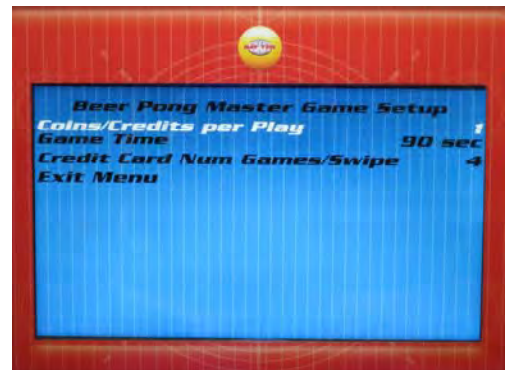 Beer Pong Master Game Setup
Coins/Credits per Play 1
Game Time 90 sec
Credit Card Num Games/Swipe 4
Exit Menu